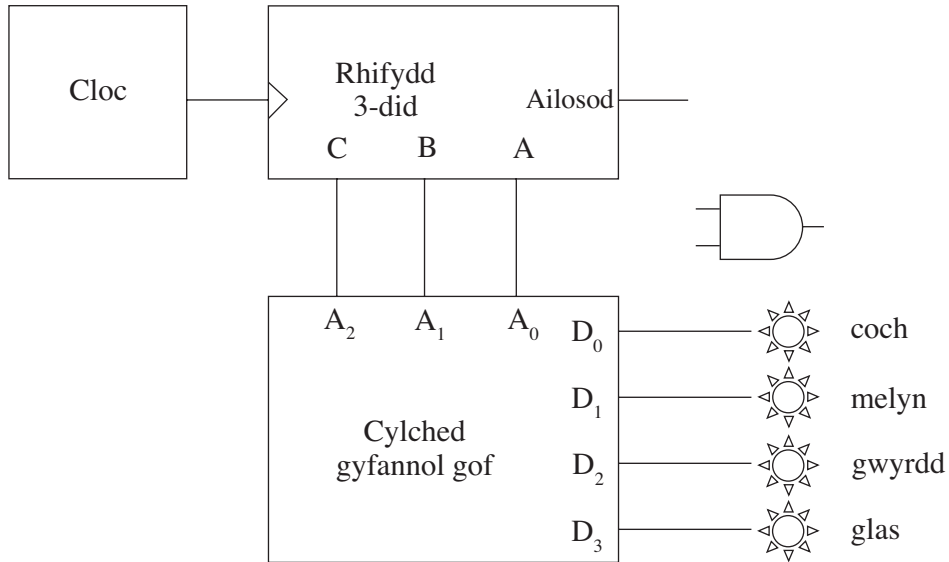 Cloc
Rhifydd
3-did
Ailosod
C B A
A₂ A₁ A₀
D₀ coch
D₁ melyn
Cylched
gyfannol gof
D₂ gwyrdd
D₃ glas